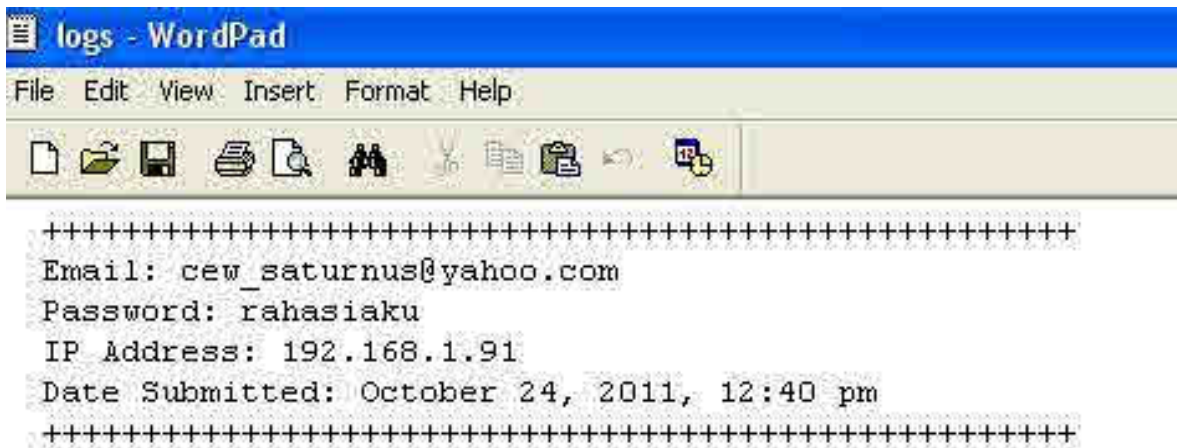 logs - WordPad
File Edit View Insert Format Help
++++++++++++++++++++++++++++++++++++++++++++++++++++
Email: cew_saturnus@yahoo.com
Password: rahasiaku
IP Address: 192.168.1.91
Date Submitted: October 24, 2011, 12:40 pm
++++++++++++++++++++++++++++++++++++++++++++++++++++